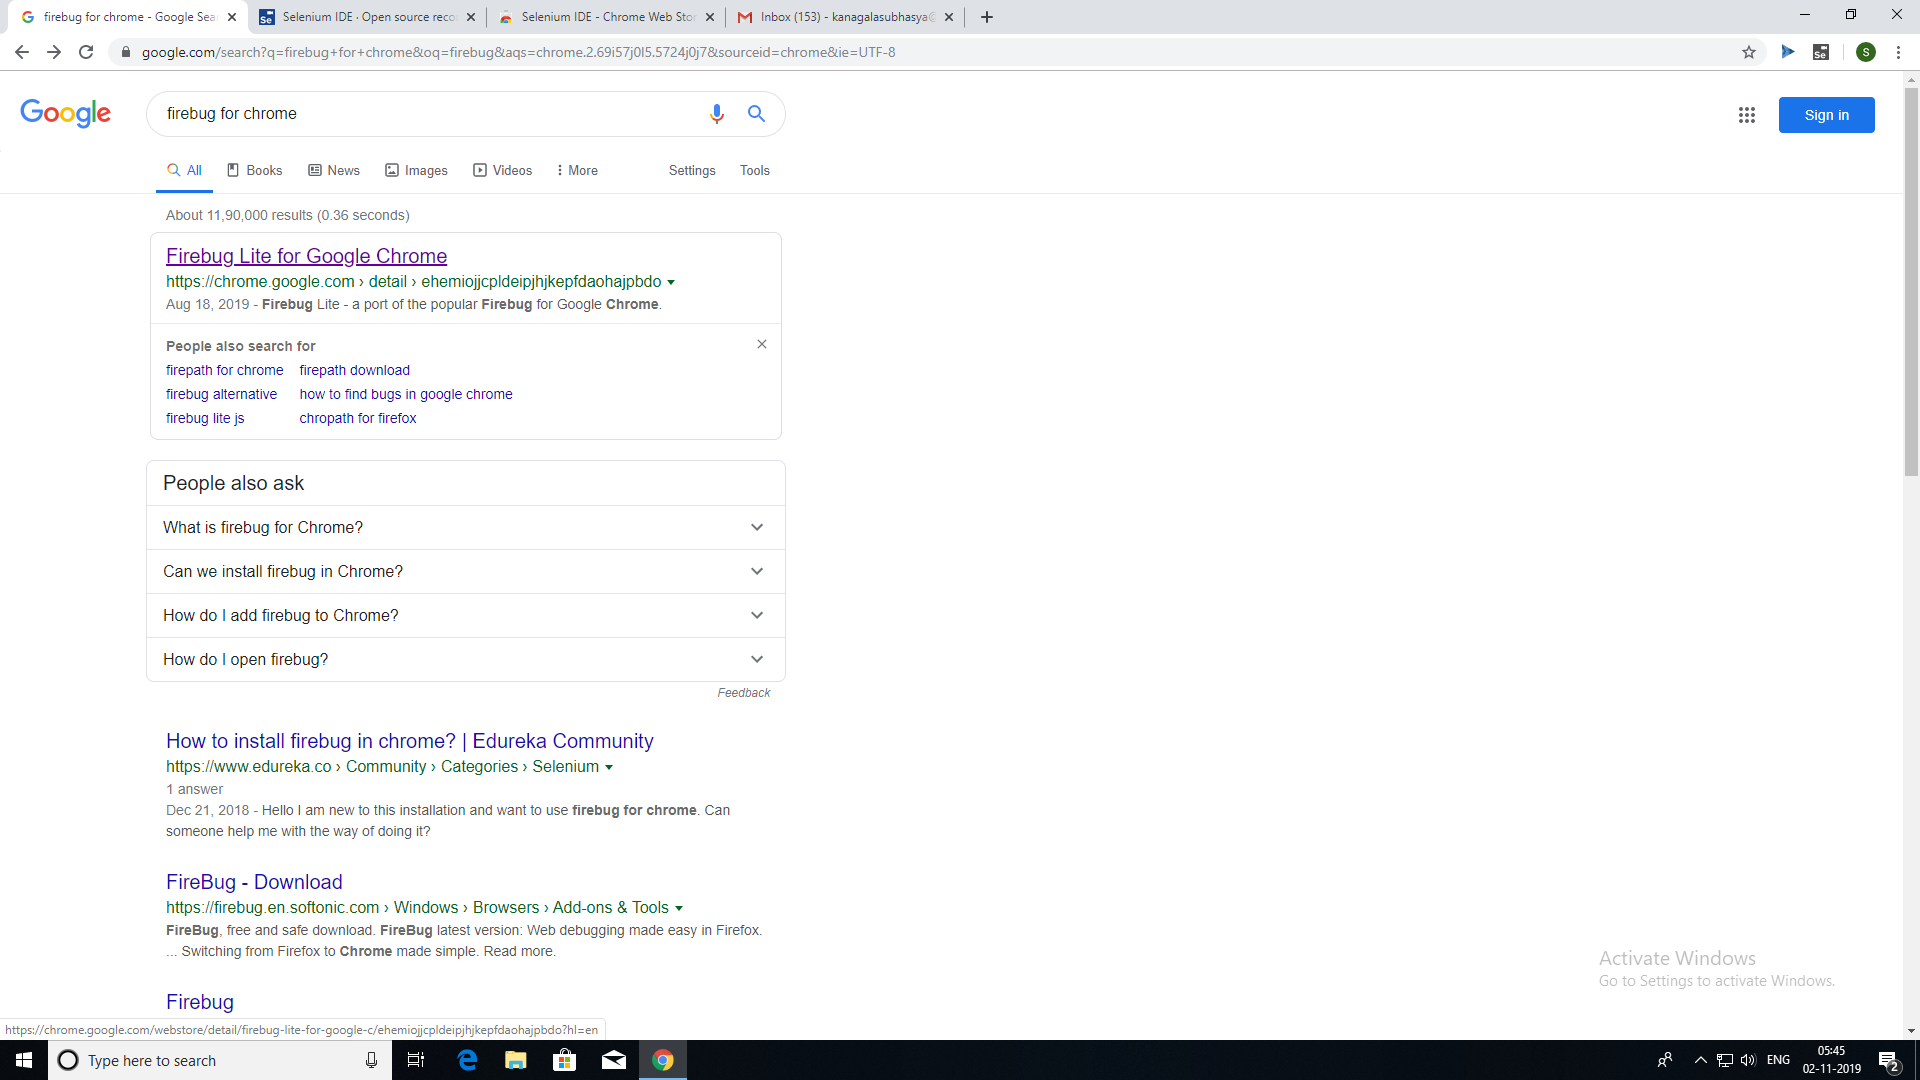 firebug for chrome - Google Sea
Selenium IDE · Open source reco
Selenium IDE - Chrome Web Stor
Inbox (153) - kanagalasubhasya@
google.com/search?q=firebug+for+chrome&oq=firebug&aqs=chrome.2.69i57j0l5.5724j0j7&sourceid=chrome&ie=UTF-8
Se
S
Google
firebug for chrome
Sign in
All
Books
News
Images
Videos
More
Settings
Tools
About 11,90,000 results (0.36 seconds)
Firebug Lite for Google Chrome
https://chrome.google.com › detail › ehemiojjcpldeipjhjkepfdaohajpbdo
Aug 18, 2019 - Firebug Lite - a port of the popular Firebug for Google Chrome.
People also search for
firepath for chrome
firepath download
firebug alternative
how to find bugs in google chrome
firebug lite js
chropath for firefox
People also ask
What is firebug for Chrome?
Can we install firebug in Chrome?
How do I add firebug to Chrome?
How do I open firebug?
Feedback
How to install firebug in chrome? | Edureka Community
https://www.edureka.co › Community › Categories › Selenium
1 answer
Dec 21, 2018 - Hello I am new to this installation and want to use firebug for chrome. Can
someone help me with the way of doing it?
FireBug - Download
https://firebug.en.softonic.com › Windows › Browsers › Add-ons & Tools
FireBug, free and safe download. FireBug latest version: Web debugging made easy in Firefox.
... Switching from Firefox to Chrome made simple. Read more.
Activate Windows
Go to Settings to activate Windows.
Firebug
https://chrome.google.com/webstore/detail/firebug-lite-for-google-c/ehemiojjcpldeipjhjkepfdaohajpbdo?hl=en
Type here to search
ENG
05:45
02-11-2019
2